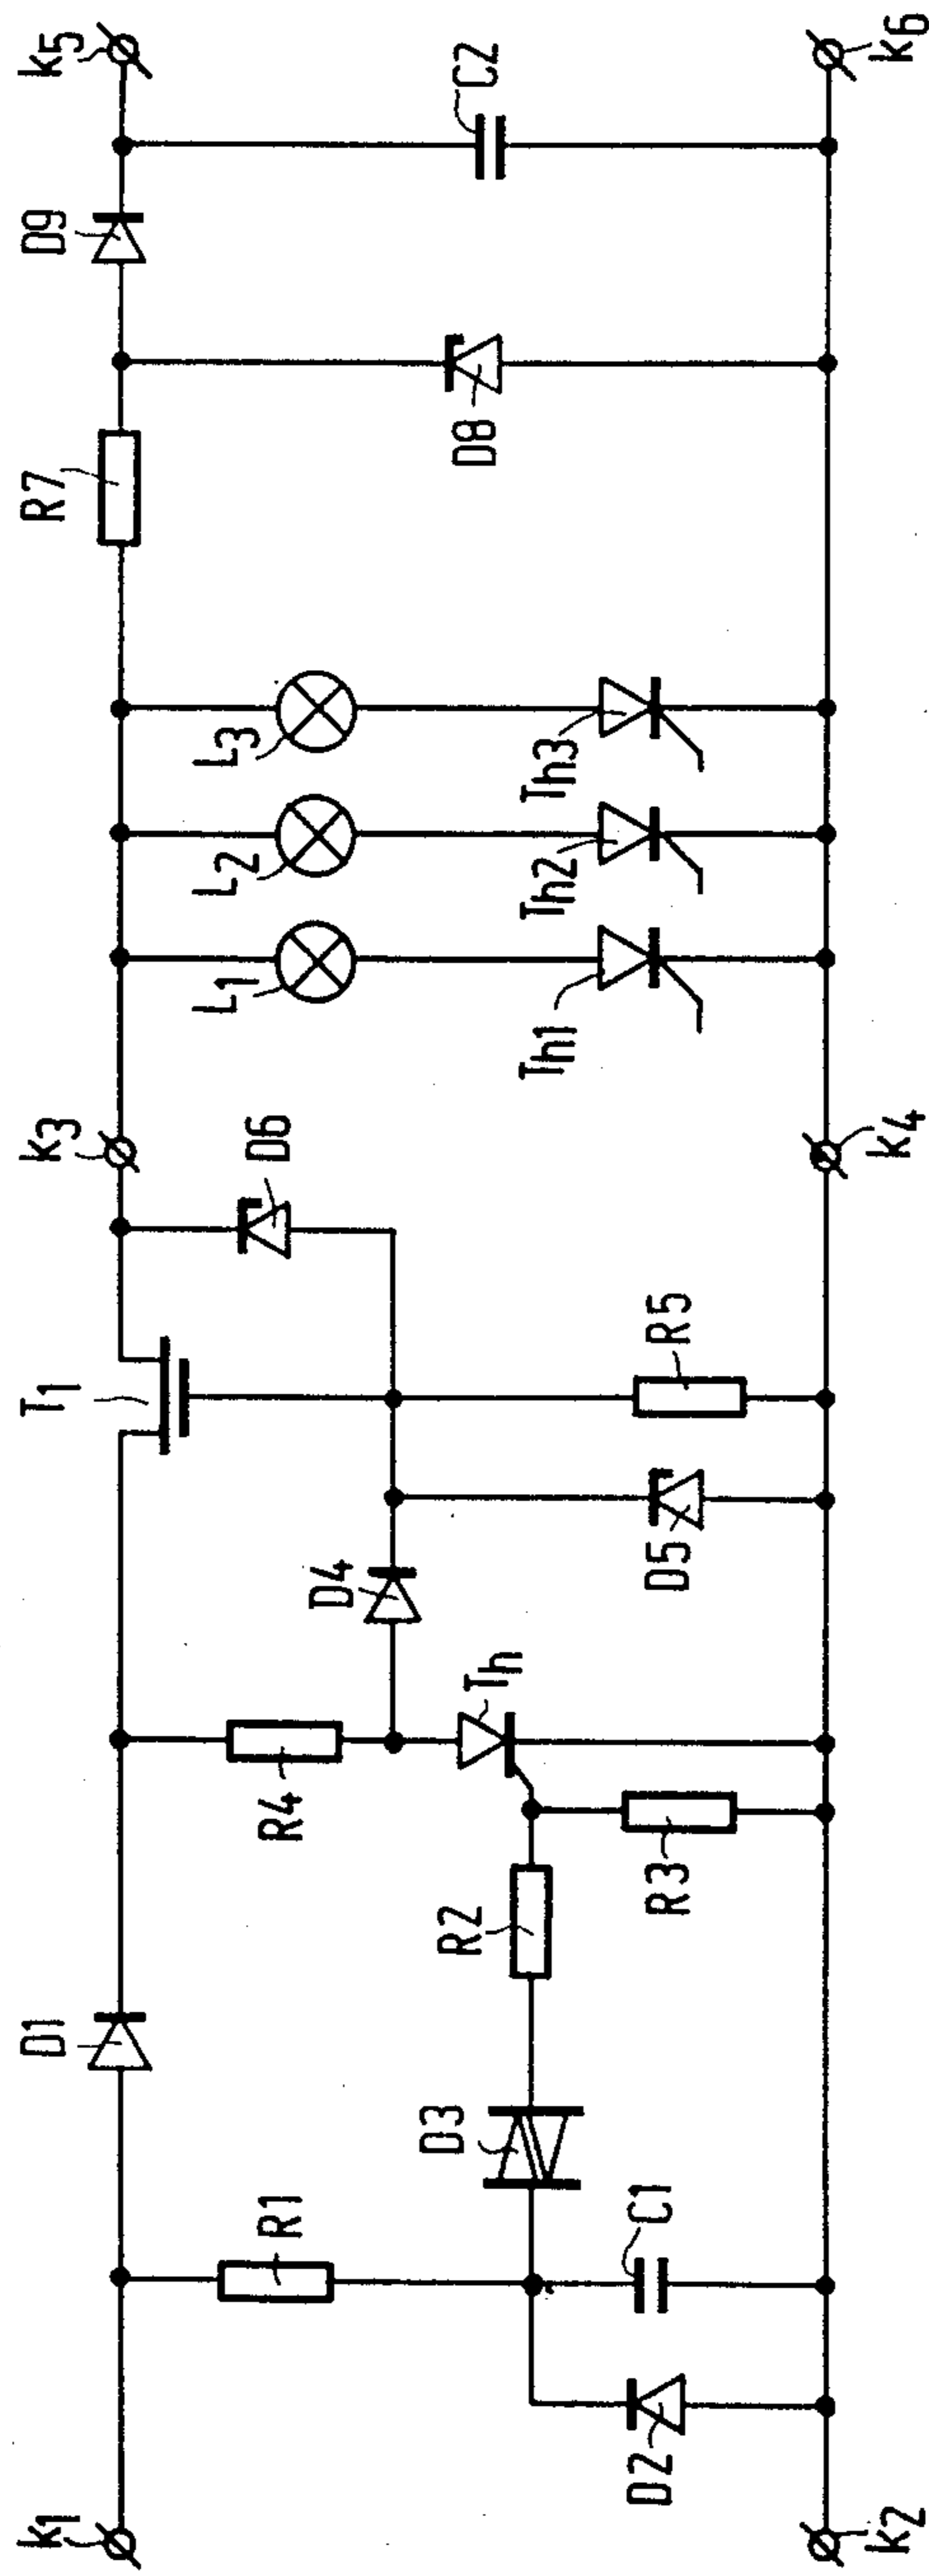 k1
D1
R1
D3
R2
C1
D2
k2
R4
R3
Th
D4
D5
T1
R5
D6
k3
k4
L1
L2
L3
Th1
Th2
Th3
R7
D8
D9
C2
k5
k6